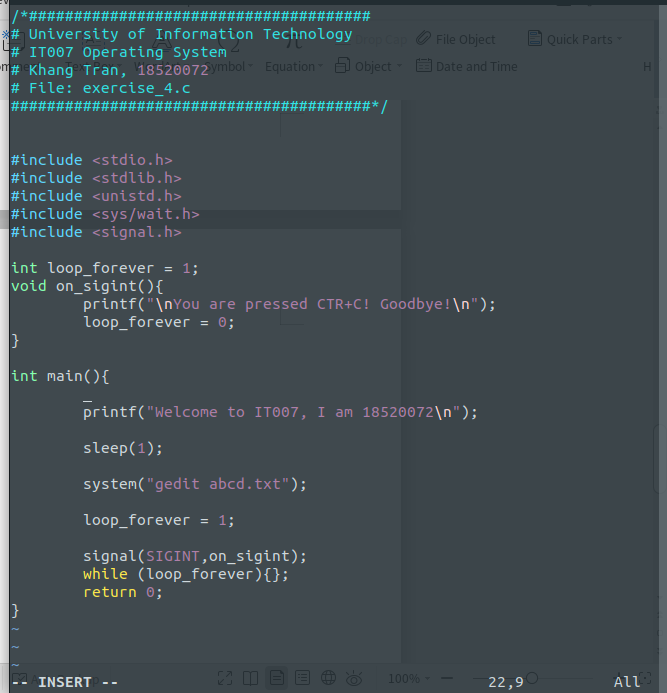 /*######################################
# University of Information Technology
# IT007 Operating System
# Khang Tran, 18520072
# File: exercise_4.c
########################################*/
File Object
Quick Parts
Symbol
Equation
Object
Date and Time
H
#include <stdio.h>
#include <stdlib.h>
#include <unistd.h>
#include <sys/wait.h>
#include <signal.h>
int loop_forever = 1;
void on_sigint(){
printf("\nYou are pressed CTR+C! Goodbye!\n");
loop_forever = 0;
}
int main(){
_
printf("Welcome to IT007, I am 18520072\n");
sleep(1);
system("gedit abcd.txt");
loop_forever = 1;
signal(SIGINT,on_sigint);
while (loop_forever){};
return 0;
}
~
~
~
-- INSERT --
100%
22,9
All